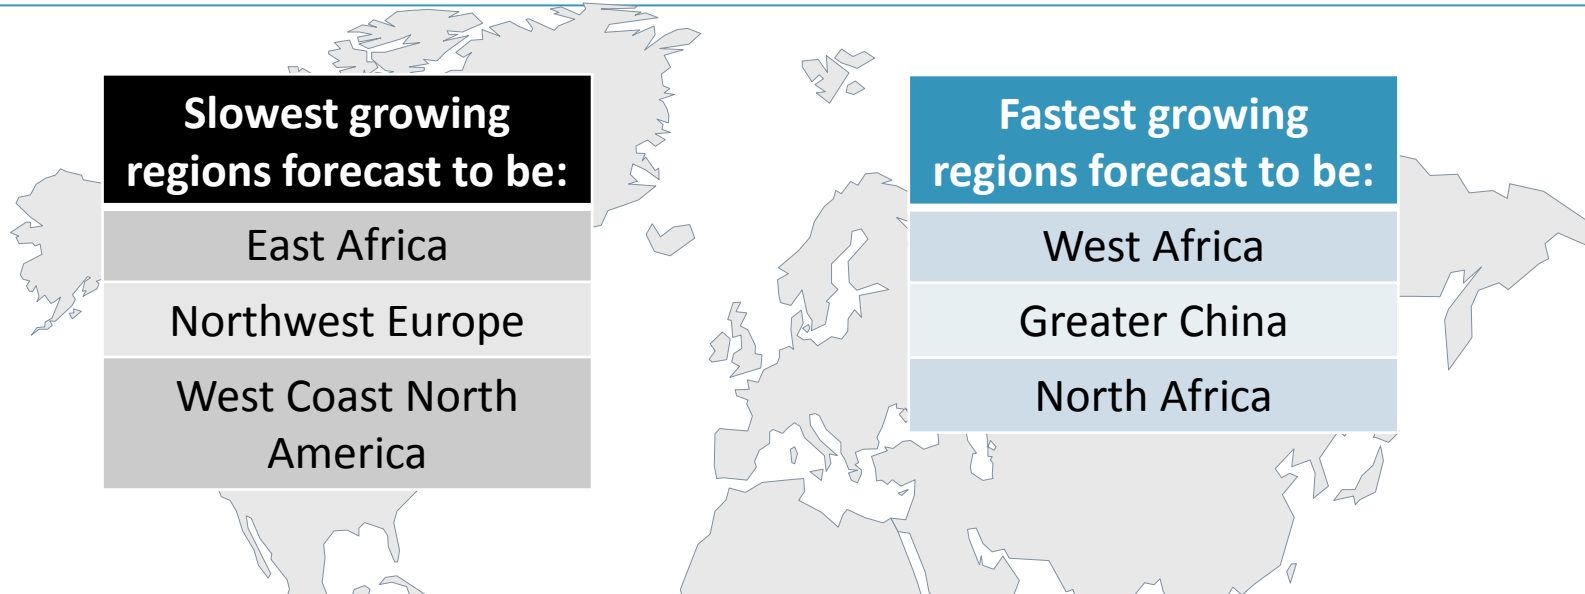 Slowest growing
regions forecast to be:
East Africa
Northwest Europe
West Coast North
America
Fastest growing
regions forecast to be:
West Africa
Greater China
North Africa